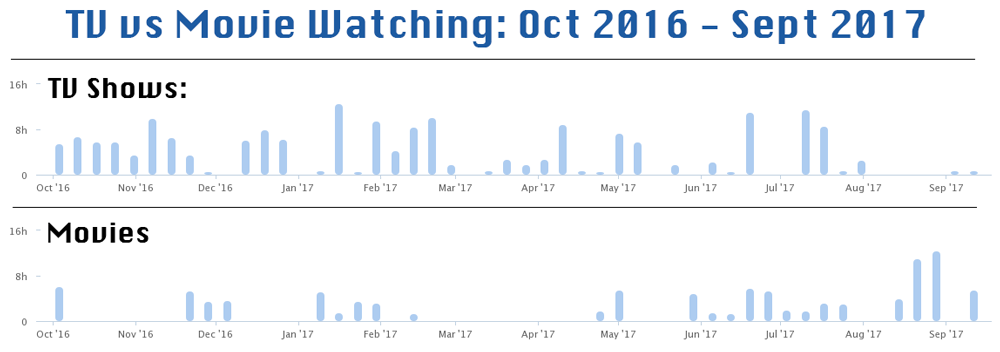 TV vs Movie Watching: Oct 2016 - Sept 2017
16h
TV Shows:
8h
0
Oct '16 Nov '16 Dec '16 Jan '17 Feb '17 Mar '17 Apr '17 May '17 Jun '17 Jul '17 Aug '17 Sep '17
16h
Movies
8h
0
Oct '16 Nov '16 Dec '16 Jan '17 Feb '17 Mar '17 Apr '17 May '17 Jun '17 Jul '17 Aug '17 Sep '17